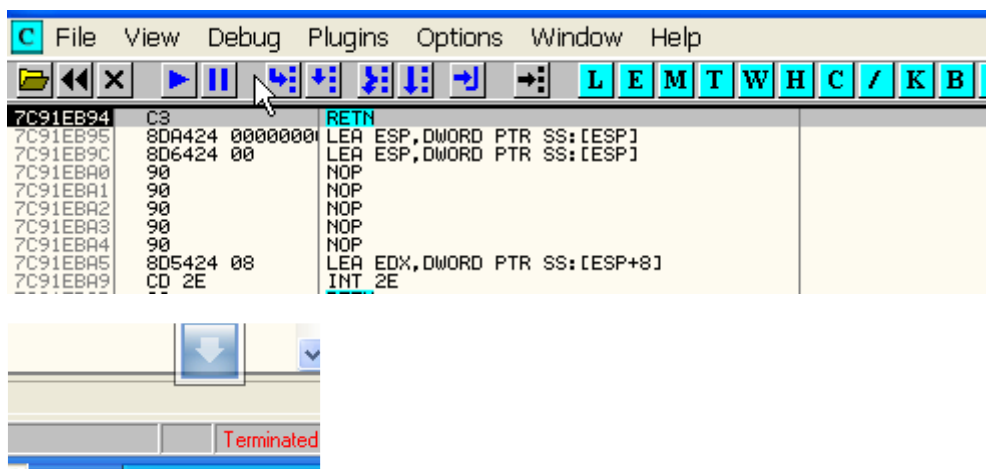 C File View Debug Plugins Options Window Help
L E M T W H C / K B
7C91EB94 C3 RETN
7C91EB95 8DA424 00000000 LEA ESP,DWORD PTR SS:[ESP]
7C91EB9C 8D6424 00 LEA ESP,DWORD PTR SS:[ESP]
7C91EBA0 90 NOP
7C91EBA1 90 NOP
7C91EBA2 90 NOP
7C91EBA3 90 NOP
7C91EBA4 90 NOP
7C91EBA5 8D5424 08 LEA EDX,DWORD PTR SS:[ESP+8]
7C91EBA9 CD 2E INT 2E
Terminated